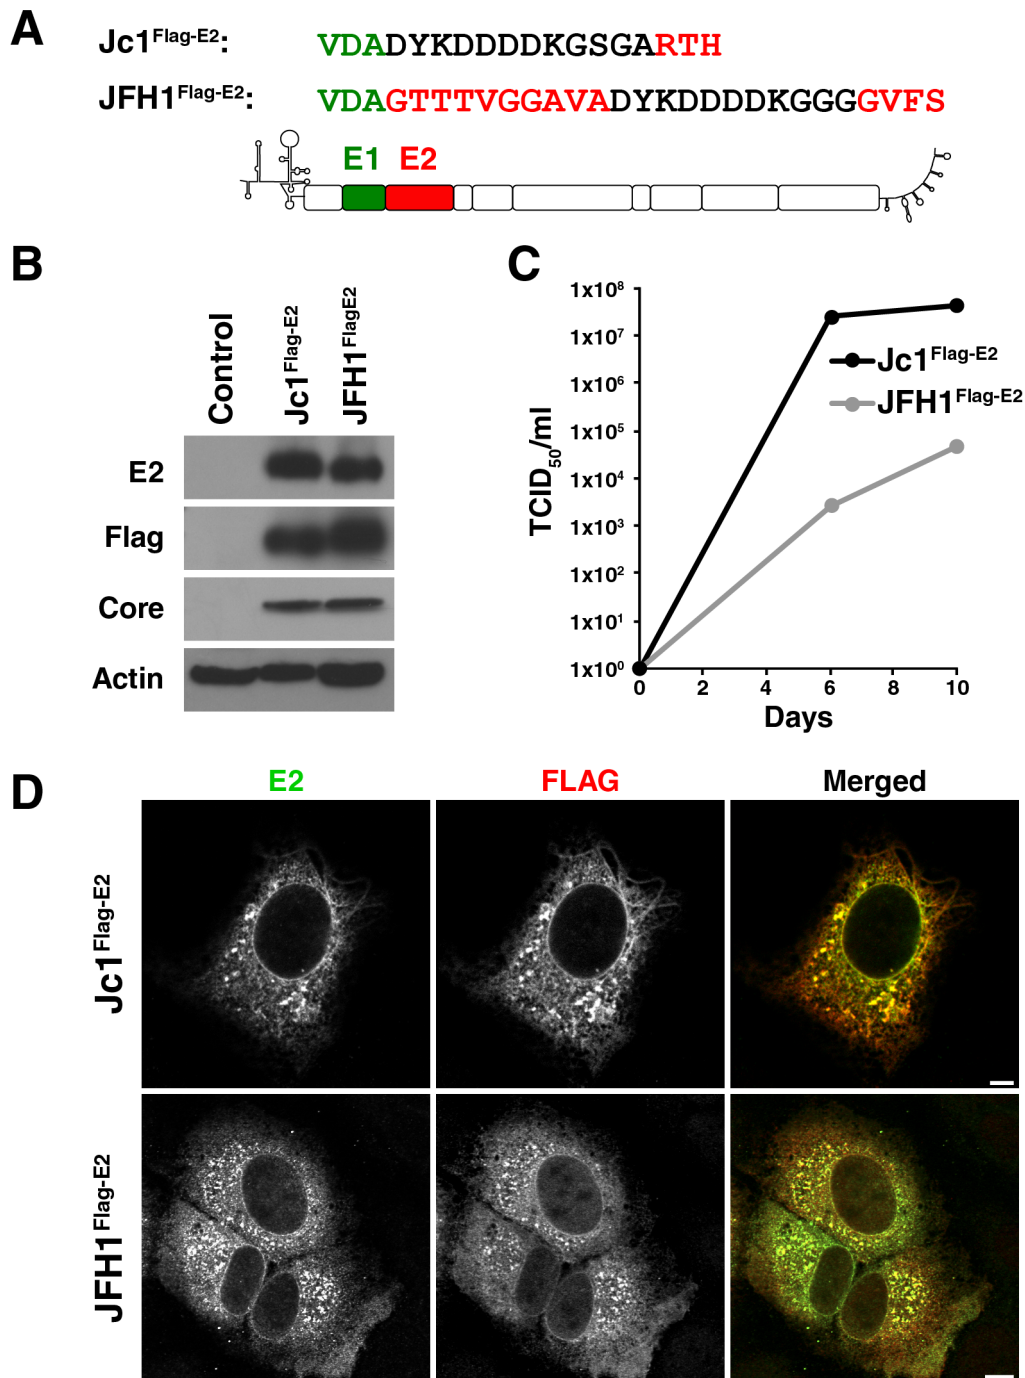 A
Jc1Flag-E2: VDADYKDDDDKGSGARTH
JFH1Flag-E2: VDAGTTTVGGAVADYKDDDDKGGGGVFS
E1 E2
B
Control
Jc1Flag-E2
JFH1FlagE2
E2
Flag
Core
Actin
C
TCID50/ml
1x10⁸
1x10⁷
1x10⁶
1x10⁵
1x10⁴
1x10³
1x10²
1x10¹
1x10⁰
Jc1Flag-E2
JFH1Flag-E2
0 2 4 6 8 10
Days
D
E2 FLAG Merged
Jc1Flag-E2
JFH1Flag-E2